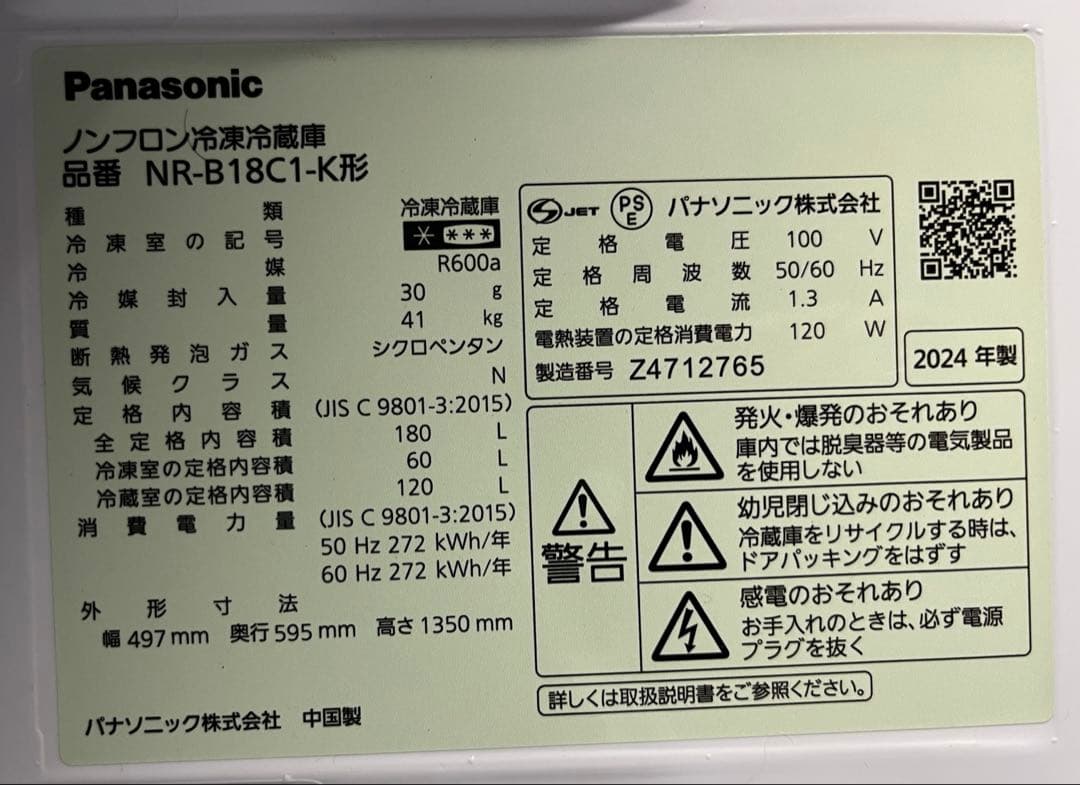 Panasonic
ノンフロン冷凍冷蔵庫
品番 NR-B18C1-K形
種類 冷凍冷蔵庫
冷凍室の記号 * ***
冷媒 R600a
冷媒封入量 30 g
質量 41 kg
断熱発泡ガス シクロペンタン
気候クラス N
定格内容積 (JIS C 9801-3:2015)
全定格内容積 180 L
冷凍室の定格内容積 60 L
冷蔵室の定格内容積 120 L
消費電力量 (JIS C 9801-3:2015)
50 Hz 272 kWh/年
60 Hz 272 kWh/年
外形寸法
幅 497 mm 奥行 595 mm 高さ 1350 mm
パナソニック株式会社 中国製
JET PS E パナソニック株式会社
定格電圧 100 V
定格周波数 50/60 Hz
定格電流 1.3 A
電熱装置の定格消費電力 120 W
製造番号 Z4712765
2024 年製
警告
発火・爆発のおそれあり
庫内では脱臭器等の電気製品
を使用しない
幼児閉じ込みのおそれあり
冷蔵庫をリサイクルする時は、
ドアパッキングをはずす
感電のおそれあり
お手入れのときは、必ず電源
プラグを抜く
詳しくは取扱説明書をご参照ください。